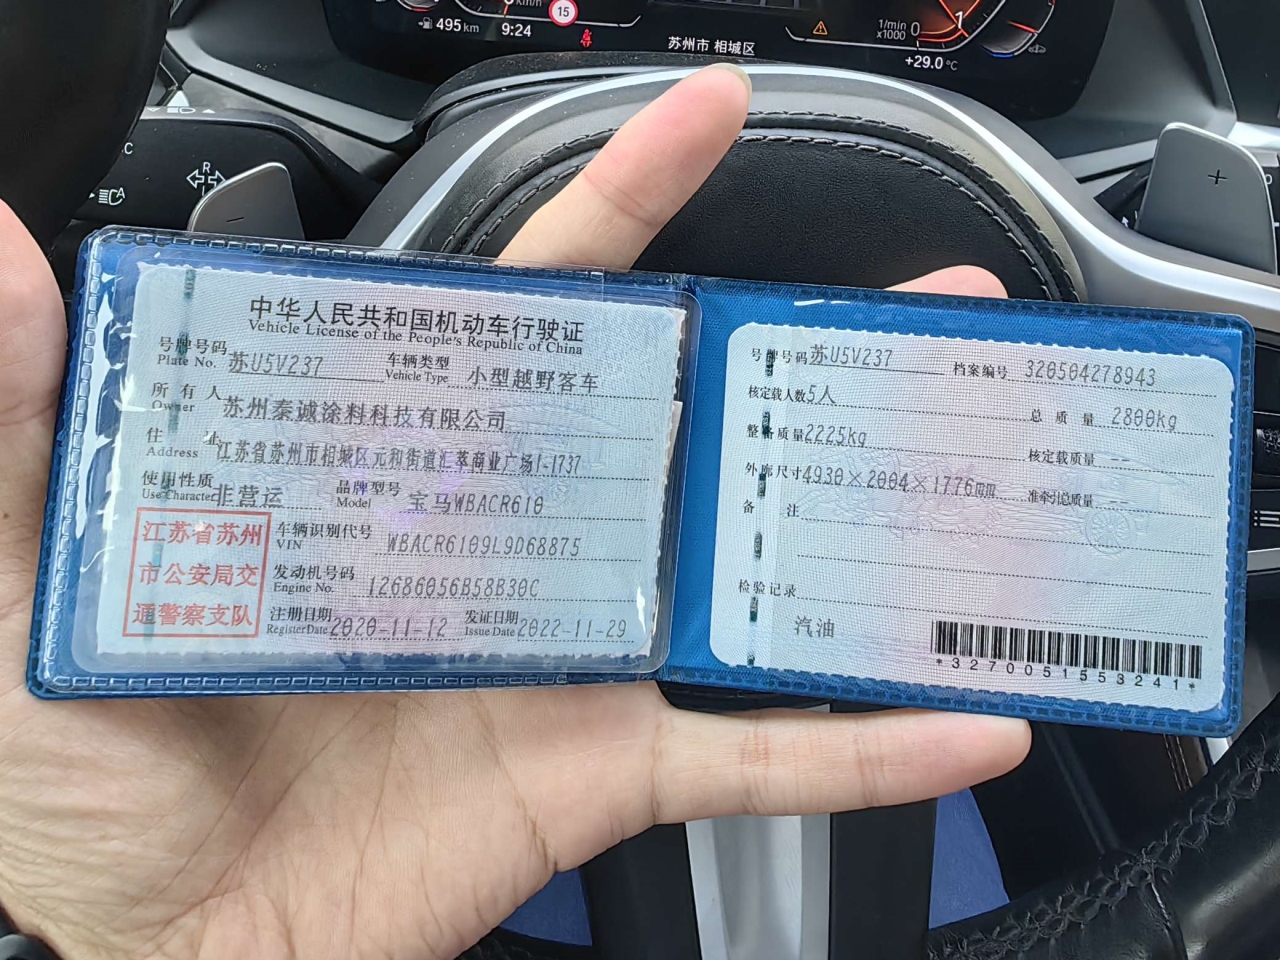 km/h
15
1/min
x1000
0
1
495 km
9:24
苏州市 相城区
+29.0 °C
C
R
A
−
+
中华人民共和国机动车行驶证
Vehicle License of the People's Republic of China
号牌号码 苏U5V237 车辆类型 小型越野客车
Plate No. Vehicle Type
所有人 苏州泰诚涂料科技有限公司
Owner
住址 江苏省苏州市相城区元和街道汇萃商业广场1-1737
Address
使用性质 非营运 品牌型号 宝马WBACR610
Use Character Model
江苏省苏州
市公安局交
通警察支队
车辆识别代号 WBACR6109L9D68875
VIN
发动机号码 12686056B58B30C
Engine No.
注册日期 2020-11-12 发证日期 2022-11-29
Register Date Issue Date
号牌号码 苏U5V237 档案编号 320504278943
核定载人数 5人 总质量 2800kg
整备质量 2225kg 核定载质量 --
外廓尺寸 4930×2004×1776mm 准牵引总质量 --
备注
检验记录
汽油
*3270051553241*